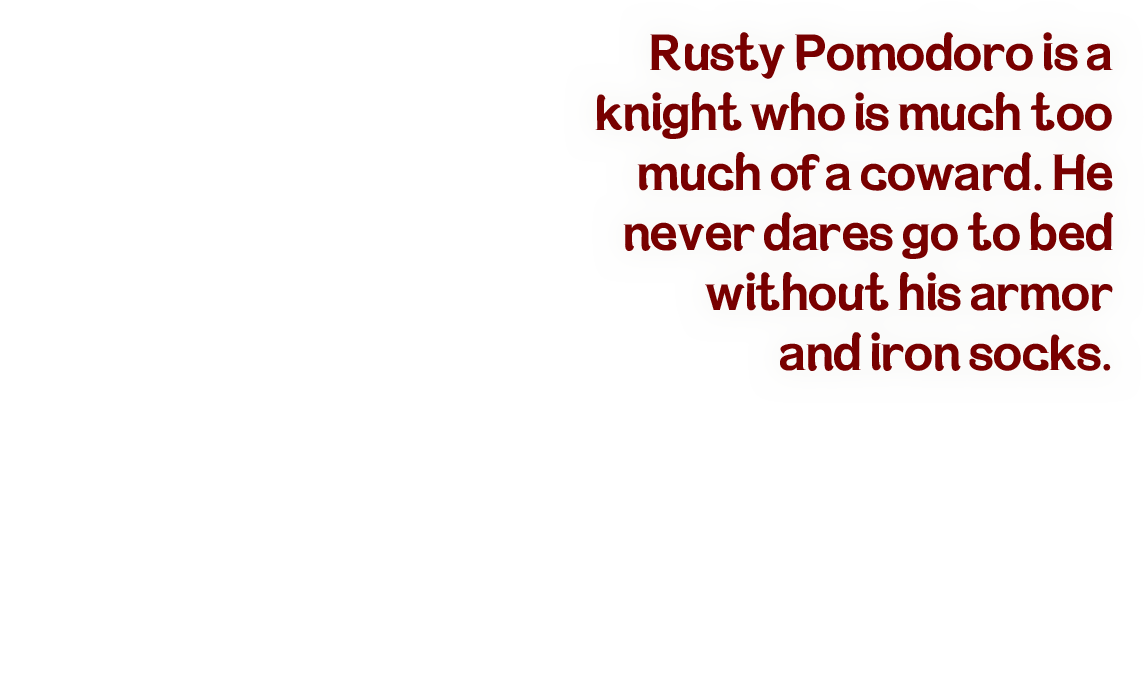 Rusty Pomodoro is a
knight who is much too
much of a coward. He
never dares go to bed
without his armor
and iron socks.